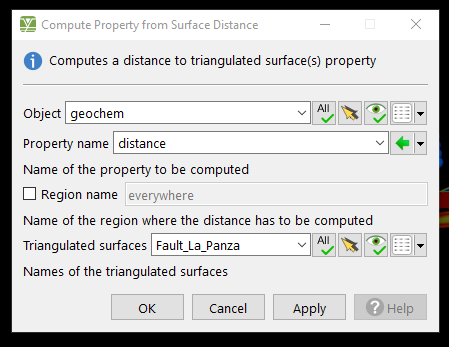 Compute Property from Surface Distance
Computes a distance to triangulated surface(s) property
Object geochem All
Property name distance
Name of the property to be computed
Region name everywhere
Name of the region where the distance has to be computed
Triangulated surfaces Fault_La_Panza All
Names of the triangulated surfaces
OK Cancel Apply Help